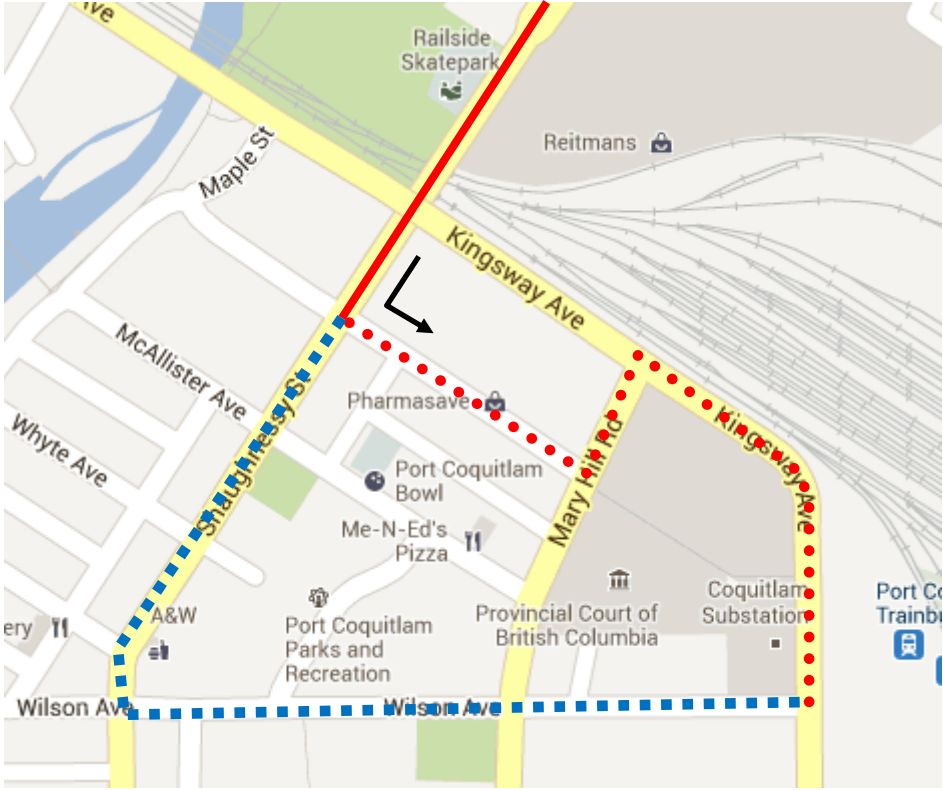 Ave
Railside
Skatepark
Reitmans
Maple St
Kingsway Ave
McAllister Ave
Pharmasave
Shaughnessy St
Kingsway Ave
Whyte Ave
Mary Hill Rd
Port Coquitlam
Bowl
Me-N-Ed's
Pizza
A&W
ery
Provincial Court of
British Columbia
Coquitlam
Substation
Port Co
Trainb
Port Coquitlam
Parks and
Recreation
Wilson Ave
Wilson Ave